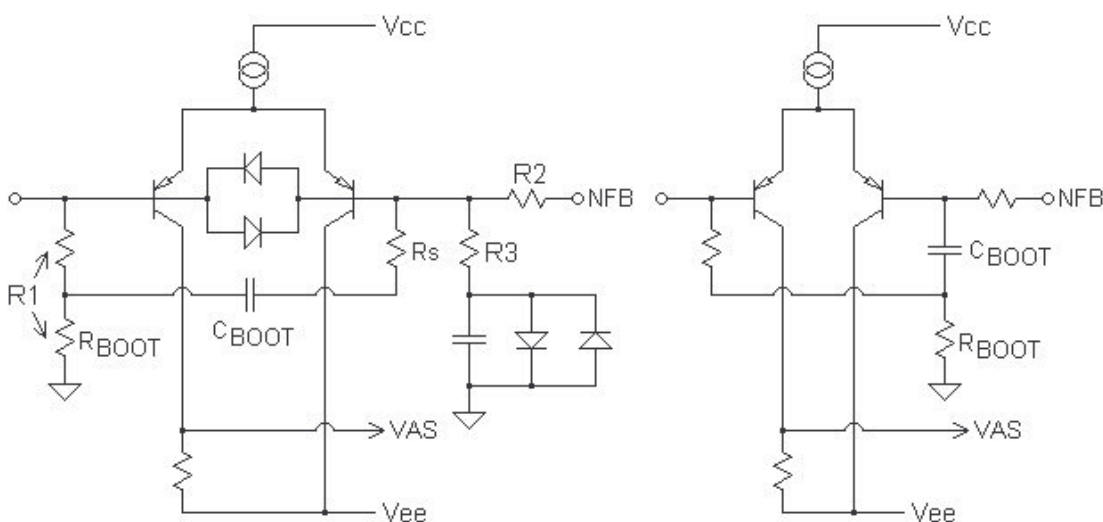 Vcc
Vcc
R2
NFB
NFB
Rs
R3
CBOOT
R1
RBOOT
CBOOT
RBOOT
VAS
VAS
Vee
Vee